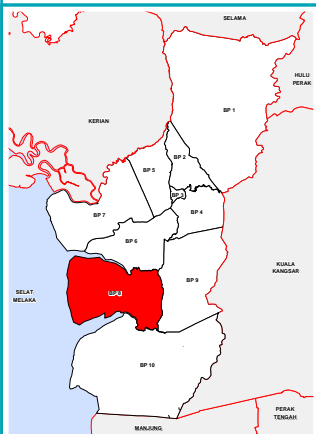 SELAMA
HULU
PERAK
BP 1
KERIAN
BP 2
BP 5
BP 3
BP 7
BP 4
BP 6
KUALA
KANGSAR
BP 9
SELAT
MELAKA
BP 8
BP 10
PERAK
TENGAH
MANJUNG